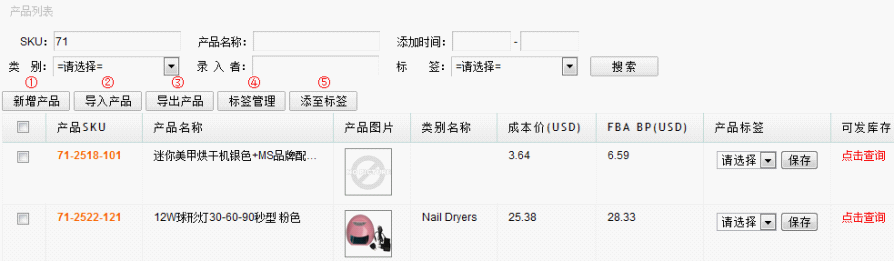 产品列表
SKU: 71 产品名称: 添加时间: -
类 别: =请选择= 录 入 者: 标 签: =请选择= 搜索
① ② ③ ④ ⑤
新增产品 导入产品 导出产品 标签管理 添至标签
产品SKU 产品名称 产品图片 类别名称 成本价(USD) FBA BP(USD) 产品标签 可发库存
71-2518-101 迷你美甲烘干机银色+MS品牌配... 3.64 6.59 请选择 保存 点击查询
71-2522-121 12W球形灯30-60-90秒型 粉色 Nail Dryers 25.38 28.33 请选择 保存 点击查询